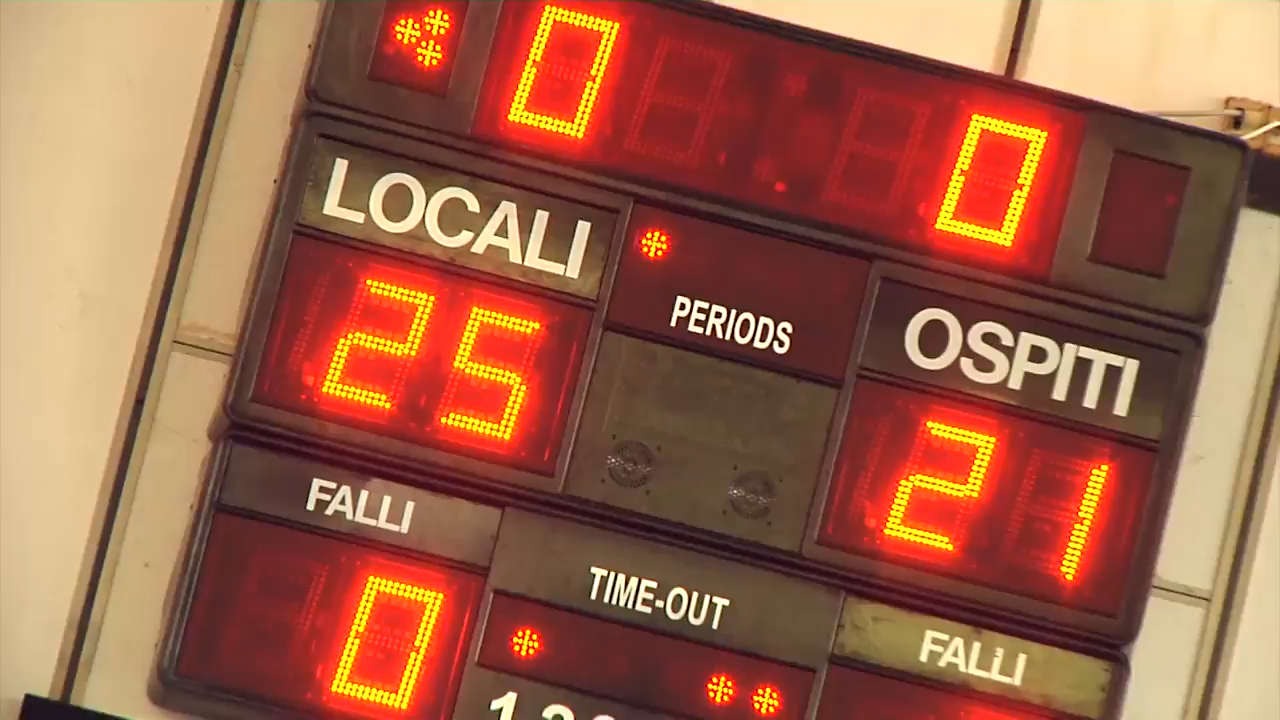 0 0
LOCALI
PERIODS
OSPITI
25
21
FALLI
TIME-OUT
FALLI
0